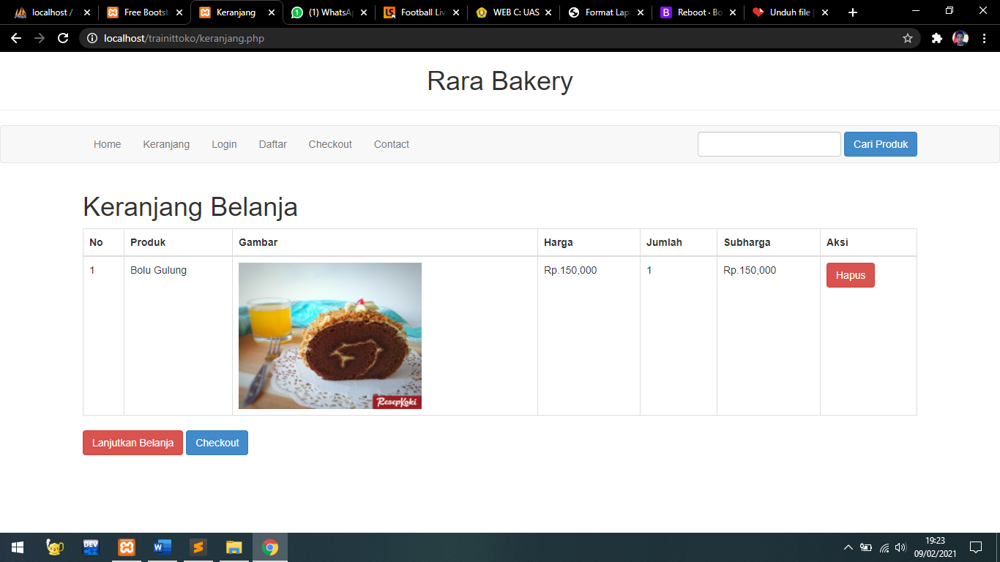 localhost /
Free Bootst
Keranjang
(1) WhatsA
Football Liv
WEB C: UAS
Format Lap
Reboot · Bo
Unduh file |
localhost/trainittoko/keranjang.php
Rara Bakery
Home Keranjang Login Daftar Checkout Contact Cari Produk
Keranjang Belanja
No Produk Gambar Harga Jumlah Subharga Aksi
1 Bolu Gulung Rp.150,000 1 Rp.150,000 Hapus
ResepKoki
Lanjutkan Belanja Checkout
DEV
19:23
09/02/2021